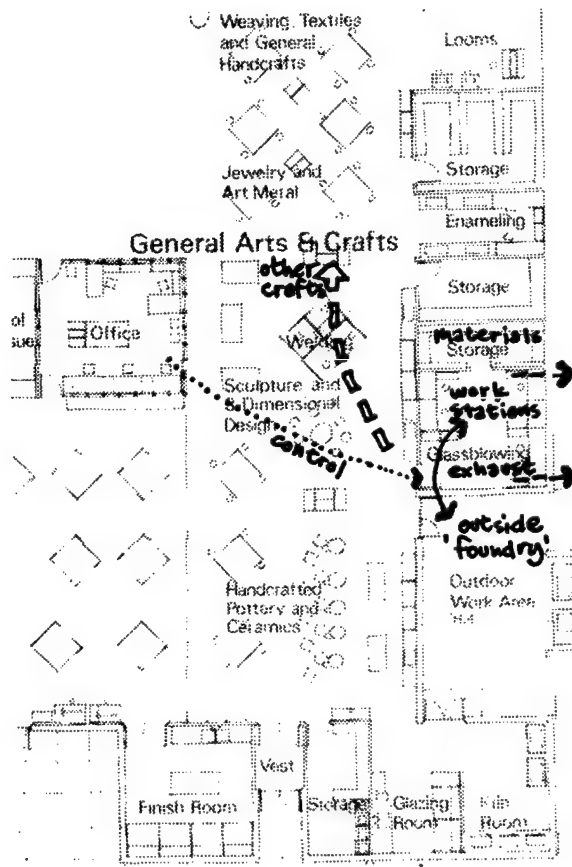 Weaving, Textiles
and General
Handcrafts
Looms
Jewelry and
Art Metal
Storage
Enameling
General Arts & Crafts
other
crafts
Storage
Office
Welding
materials
Storage
Sculpture and
3-Dimensional
Design
work
stations
control
Glassblowing
exhaust
outside
'foundry'
Handcrafted
Pottery and
Ceramics
Outdoor
Work Area
Vest
Finish Room
Storage
Glazing
Room
Kiln
Room